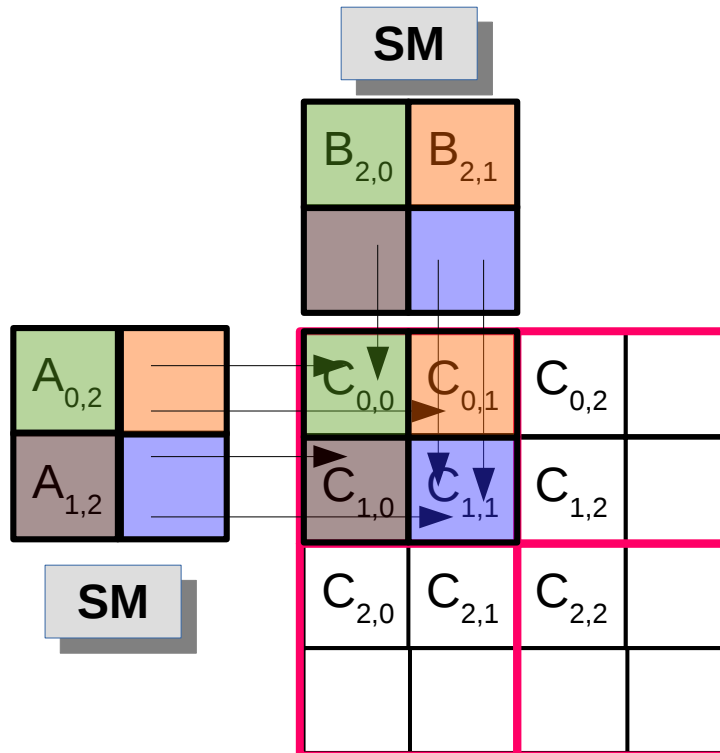 SM
B2,0 B2,1
A0,2 C0,0 C0,1 C0,2
A1,2 C1,0 C1,1 C1,2
SM
C2,0 C2,1 C2,2